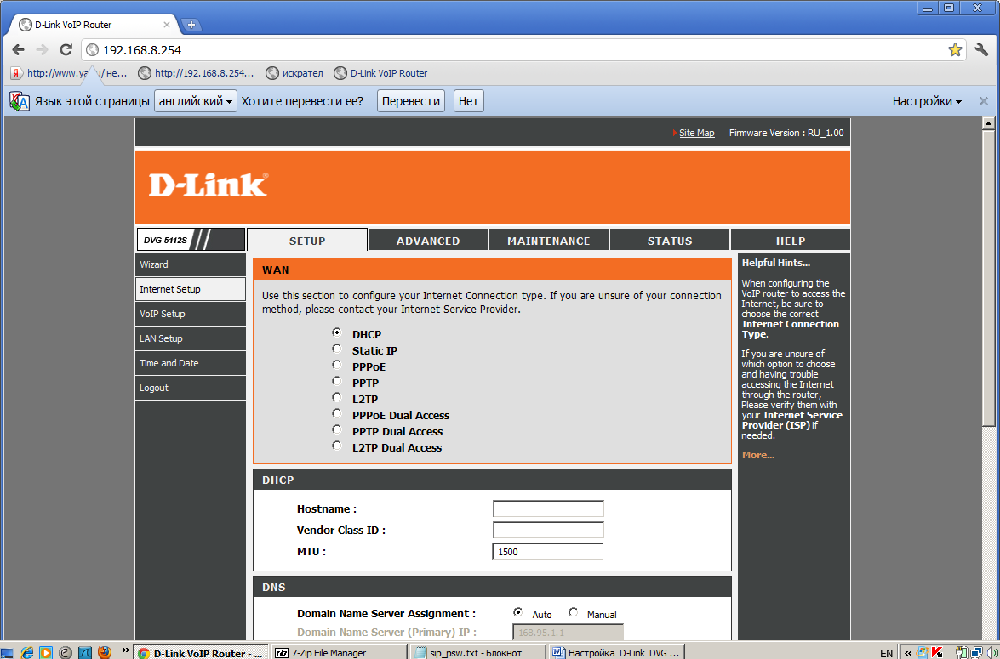 D-Link VoIP Router
192.168.8.254
http://www.ya
u/ не...
http://192.168.8.254...
искрател
D-Link VoIP Router
Язык этой страницы английский Хотите перевести ее? Перевести Нет Настройки
Site Map Firmware Version : RU_1.00
D-Link
DVG-5112S SETUP ADVANCED MAINTENANCE STATUS HELP
Wizard
Internet Setup
VoIP Setup
LAN Setup
Time and Date
Logout
WAN
Use this section to configure your Internet Connection type. If you are unsure of your connection
method, please contact your Internet Service Provider.
DHCP
Static IP
PPPoE
PPTP
L2TP
PPPoE Dual Access
PPTP Dual Access
L2TP Dual Access
DHCP
Hostname :
Vendor Class ID :
MTU : 1500
DNS
Domain Name Server Assignment : Auto Manual
Domain Name Server (Primary) IP : 168.95.1.1
Helpful Hints...
When configuring the
VoIP router to access the
Internet, be sure to
choose the correct
Internet Connection
Type.
If you are unsure of
which option to choose
and having trouble
accessing the Internet
through the router,
Please verify them with
your Internet Service
Provider (ISP) if
needed.
More...
D-Link VoIP Router - ...
7-Zip File Manager
sip_psw.txt - Блокнот
Настройка D-Link DVG ...
EN